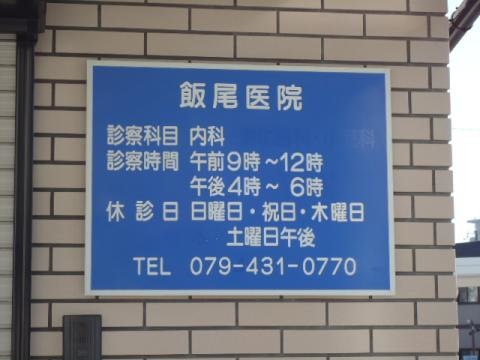 飯尾医院
診察科目 内科
診察時間 午前9時~12時
午後4時~ 6時
休診日 日曜日・祝日・木曜日
土曜日午後
TEL 079-431-0770